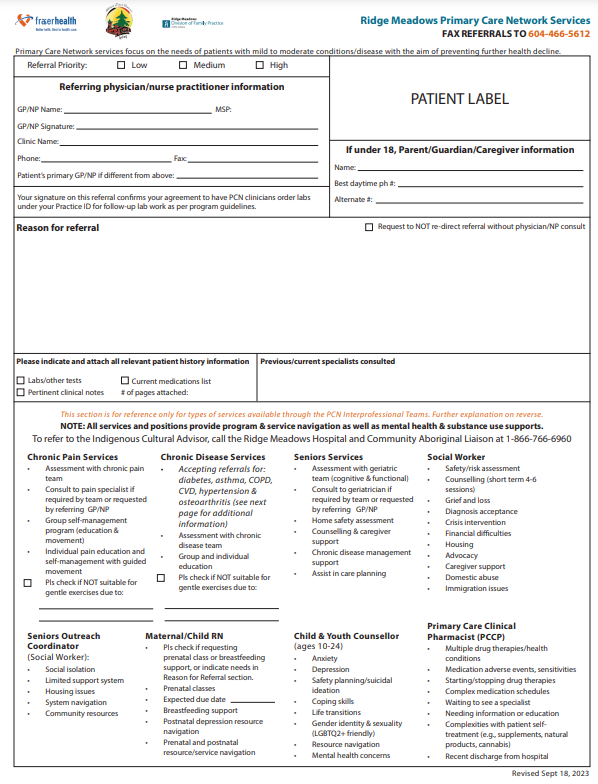 fraserhealth
Better health. Best in health care.
Ridge Meadows
Division of Family Practice
Ridge Meadows Primary Care Network Services
FAX REFERRALS TO 604-466-5612
Primary Care Network services focus on the needs of patients with mild to moderate conditions/disease with the aim of preventing further health decline.
Referral Priority: Low Medium High
Referring physician/nurse practitioner information
GP/NP Name: MSP:
GP/NP Signature:
Clinic Name:
Phone: Fax:
Patient's primary GP/NP if different from above:
Your signature on this referral confirms your agreement to have PCN clinicians order labs
under your Practice ID for follow-up lab work as per program guidelines.
PATIENT LABEL
If under 18, Parent/Guardian/Caregiver information
Name:
Best daytime ph #:
Alternate #:
Reason for referral
Request to NOT re-direct referral without physician/NP consult
Please indicate and attach all relevant patient history information
Labs/other tests Current medications list
Pertinent clinical notes # of pages attached:
Previous/current specialists consulted
This section is for reference only for types of services available through the PCN Interprofessional Teams. Further explanation on reverse.
NOTE: All services and positions provide program & service navigation as well as mental health & substance use supports.
To refer to the Indigenous Cultural Advisor, call the Ridge Meadows Hospital and Community Aboriginal Liaison at 1-866-766-6960
Chronic Pain Services
• Assessment with chronic pain
team
• Consult to pain specialist if
required by team or requested
by referring GP/NP
• Group self-management
program (education &
movement)
• Individual pain education and
self-management with guided
movement
Pls check if NOT suitable for
gentle exercises due to:
Chronic Disease Services
• Accepting referrals for:
diabetes, asthma, COPD,
CVD, hypertension &
osteoarthritis (see next
page for additional
information)
• Assessment with chronic
disease team
• Group and individual
education
Pls check if NOT suitable for
gentle exercises due to:
Seniors Services
• Assessment with geriatric
team (cognitive & functional)
• Consult to geriatrician if
required by team or requested
by referring GP/NP
• Home safety assessment
• Counselling & caregiver
support
• Chronic disease management
support
• Assist in care planning
Social Worker
• Safety/risk assessment
• Counselling (short term 4-6
sessions)
• Grief and loss
• Diagnosis acceptance
• Crisis intervention
• Financial difficulties
• Housing
• Advocacy
• Caregiver support
• Domestic abuse
• Immigration issues
Seniors Outreach
Coordinator
(Social Worker):
• Social isolation
• Limited support system
• Housing issues
• System navigation
• Community resources
Maternal/Child RN
• Pls check if requesting
prenatal class or breastfeeding
support, or indicate needs in
Reason for Referral section.
• Prenatal classes
• Expected due date
• Breastfeeding support
• Postnatal depression resource
navigation
• Prenatal and postnatal
resource/service navigation
Child & Youth Counsellor
(ages 10-24)
• Anxiety
• Depression
• Safety planning/suicidal
ideation
• Coping skills
• Life transitions
• Gender identity & sexuality
(LGBTQ2+ friendly)
• Resource navigation
• Mental health concerns
Primary Care Clinical
Pharmacist (PCCP)
• Multiple drug therapies/health
conditions
• Medication adverse events, sensitivities
• Starting/stopping drug therapies
• Complex medication schedules
• Waiting to see a specialist
• Needing information or education
• Complexities with patient self-
treatment (e.g., supplements, natural
products, cannabis)
• Recent discharge from hospital
Revised Sept 18, 2023